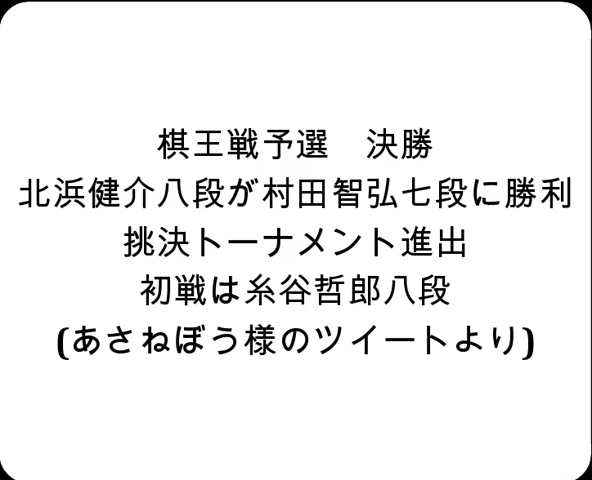 棋王戦予選　決勝
北浜健介八段が村田智弘七段に勝利
挑決トーナメント進出
初戦は糸谷哲郎八段
(あさねぼう様のツイートより)